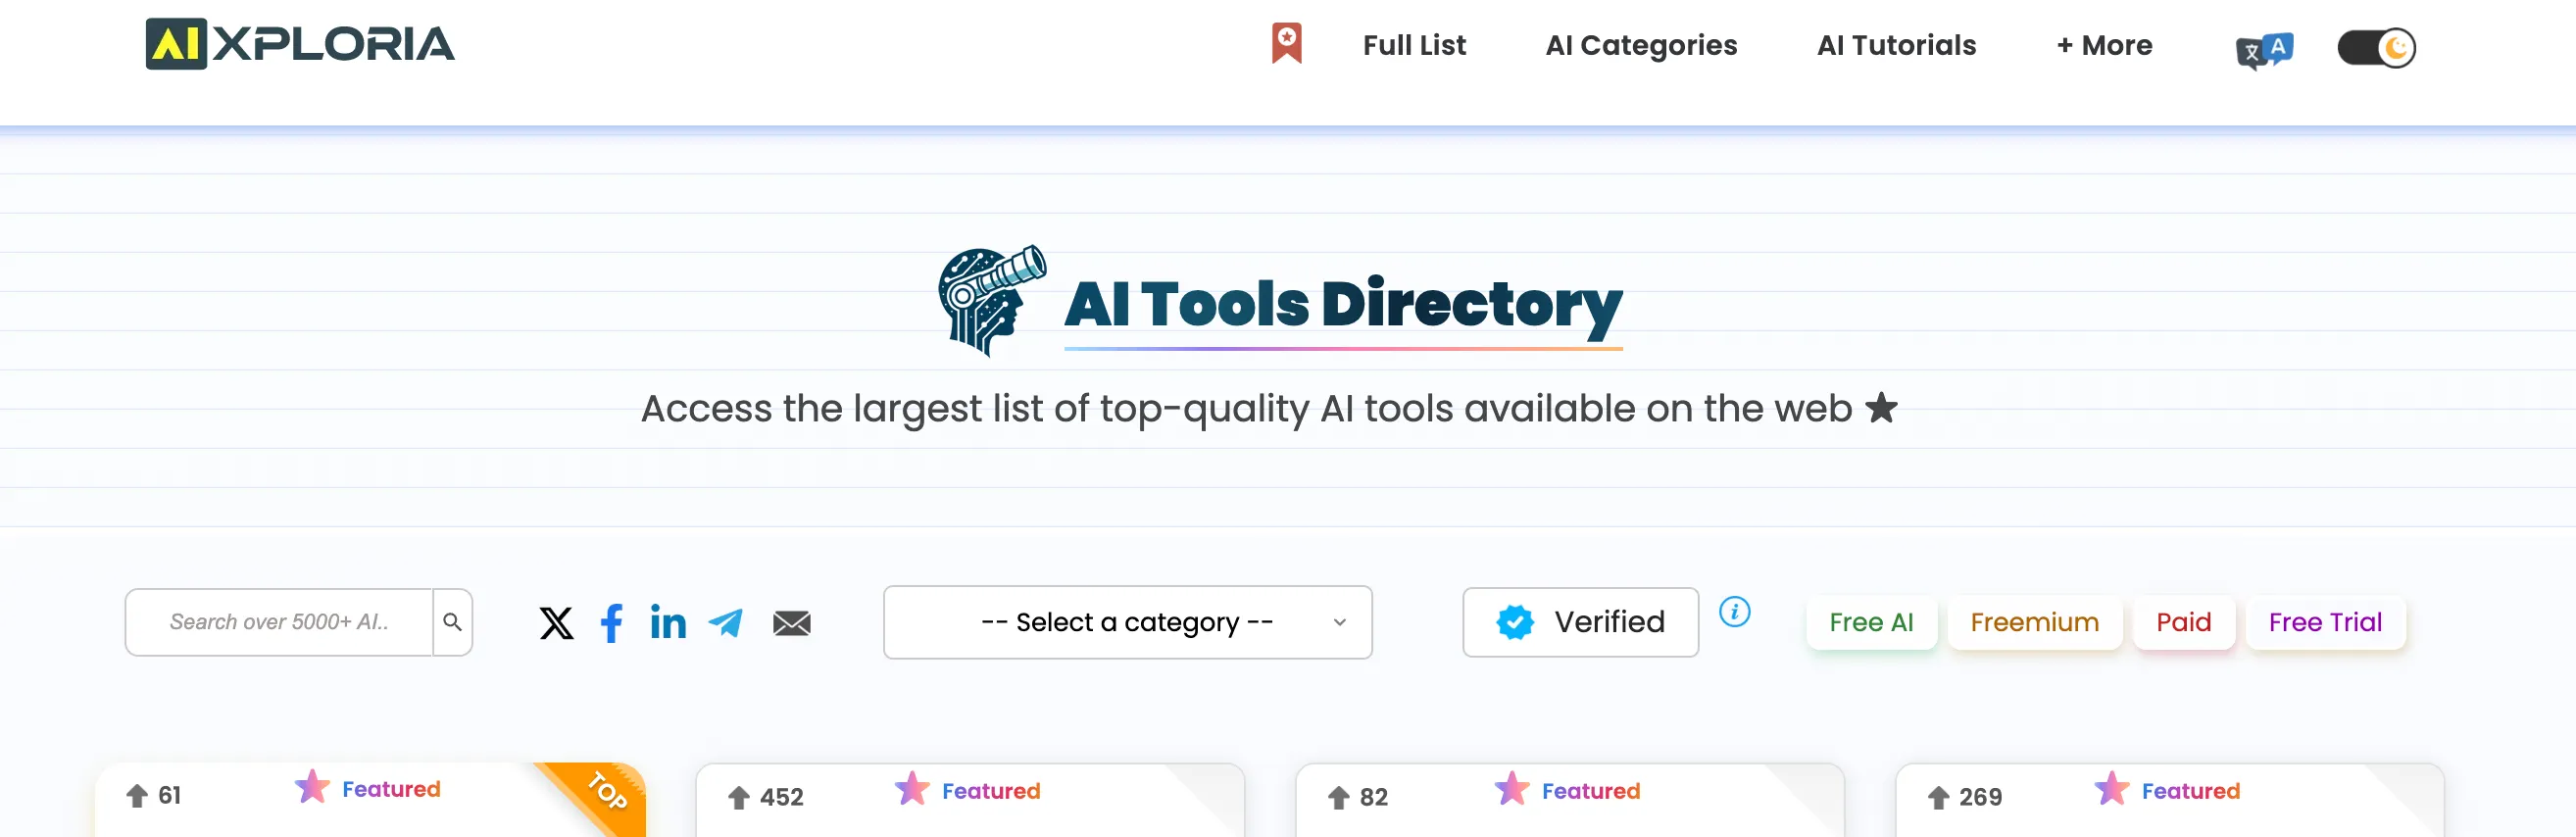 AIXPLORIA
Full List AI Categories AI Tutorials + More
文 A
AI Tools Directory
Access the largest list of top-quality AI tools available on the web ★
Search over 5000+ AI.. -- Select a category -- Verified i Free AI Freemium Paid Free Trial
61 Featured TOP 452 Featured 82 Featured 269 Featured